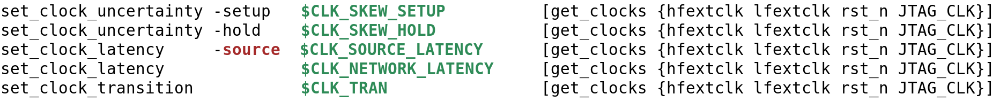 set_clock_uncertainty -setup   $CLK_SKEW_SETUP          [get_clocks {hfextclk lfextclk rst_n JTAG_CLK}]
set_clock_uncertainty -hold    $CLK_SKEW_HOLD           [get_clocks {hfextclk lfextclk rst_n JTAG_CLK}]
set_clock_latency     -source  $CLK_SOURCE_LATENCY      [get_clocks {hfextclk lfextclk rst_n JTAG_CLK}]
set_clock_latency              $CLK_NETWORK_LATENCY     [get_clocks {hfextclk lfextclk rst_n JTAG_CLK}]
set_clock_transition           $CLK_TRAN                [get_clocks {hfextclk lfextclk rst_n JTAG_CLK}]